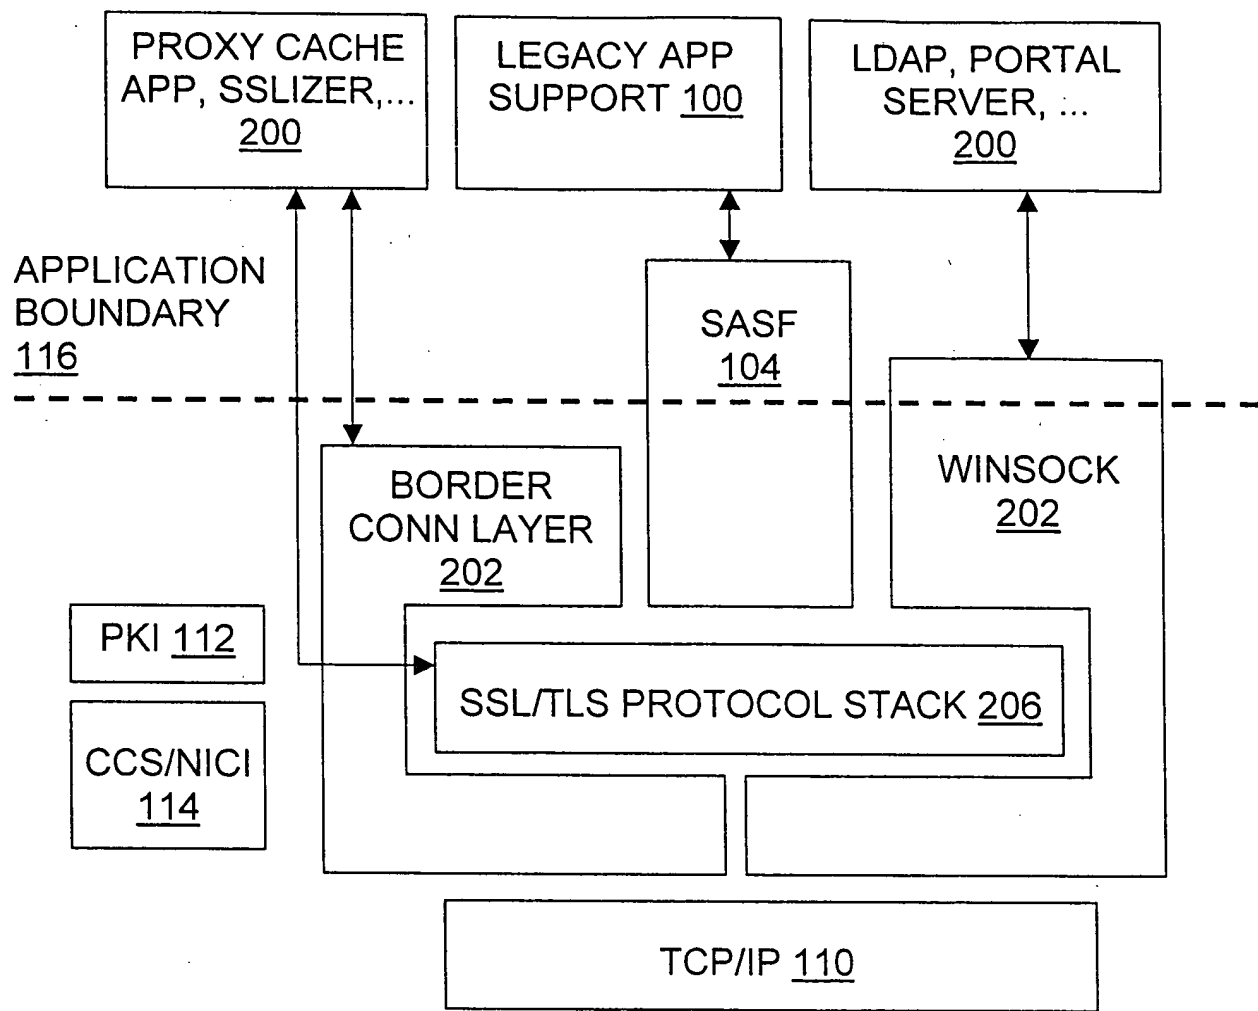 PROXY CACHE
APP, SSLIZER,...
200
LEGACY APP
SUPPORT 100
LDAP, PORTAL
SERVER, ...
200
APPLICATION
BOUNDARY
116
SASF
104
BORDER
CONN LAYER
202
WINSOCK
202
PKI 112
SSL/TLS PROTOCOL STACK 206
CCS/NICI
114
TCP/IP 110